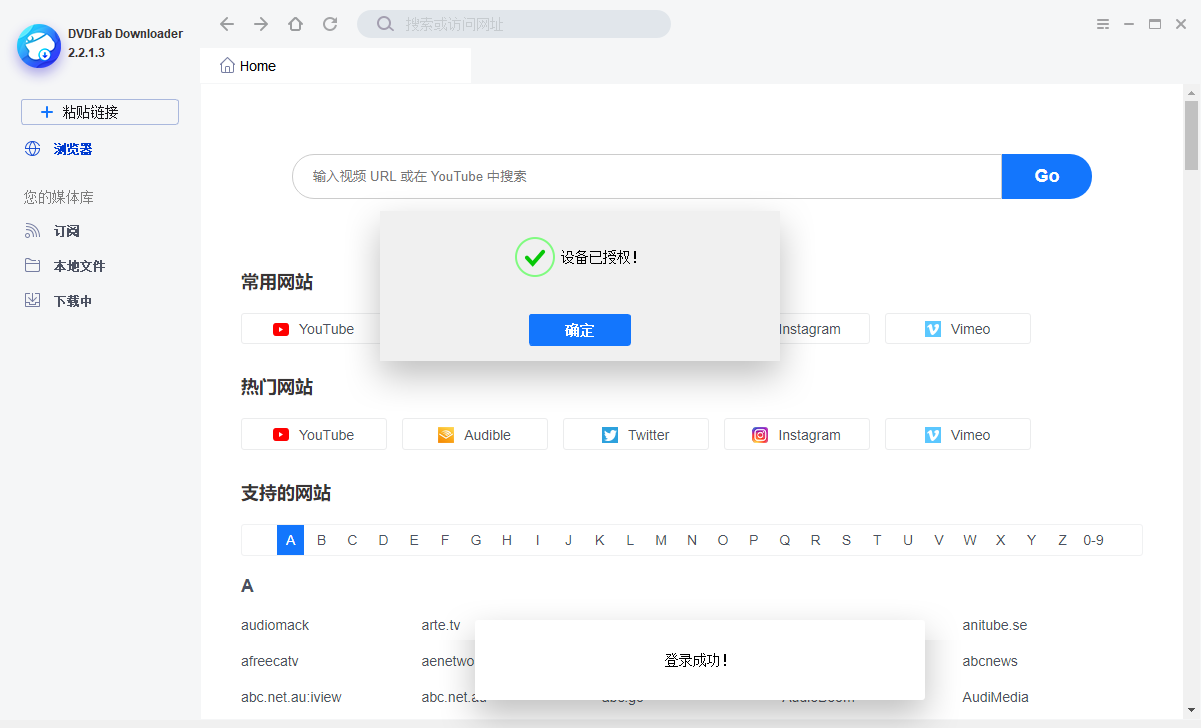 DVDFab Downloader
2.2.1.3
搜索或访问网址
Home
粘贴链接
浏览器
您的媒体库
订阅
本地文件
下载中
输入视频 URL 或在 YouTube 中搜索
Go
设备已授权!
确定
常用网站
YouTube
Instagram
Vimeo
热门网站
YouTube
Audible
Twitter
Instagram
Vimeo
支持的网站
A B C D E F G H I J K L M N O P Q R S T U V W X Y Z 0-9
A
audiomack
arte.tv
anitube.se
afreecatv
aenetwo
abcnews
登录成功!
abc.net.au:iview
abc.net.au
abc.go
AudioBoom
AudiMedia